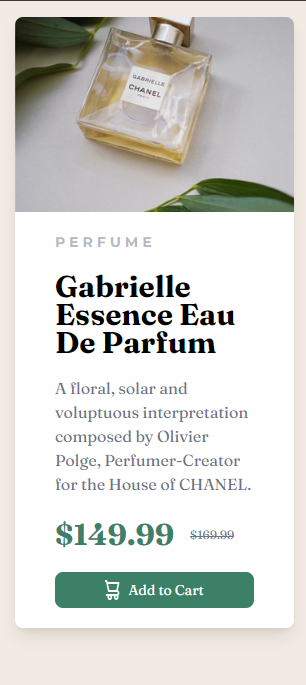 GABRIELLE
CHANEL
PARIS
PERFUME
Gabrielle
Essence Eau
De Parfum
A floral, solar and
voluptuous interpretation
composed by Olivier
Polge, Perfumer-Creator
for the House of CHANEL.
$149.99 $169.99
Add to Cart